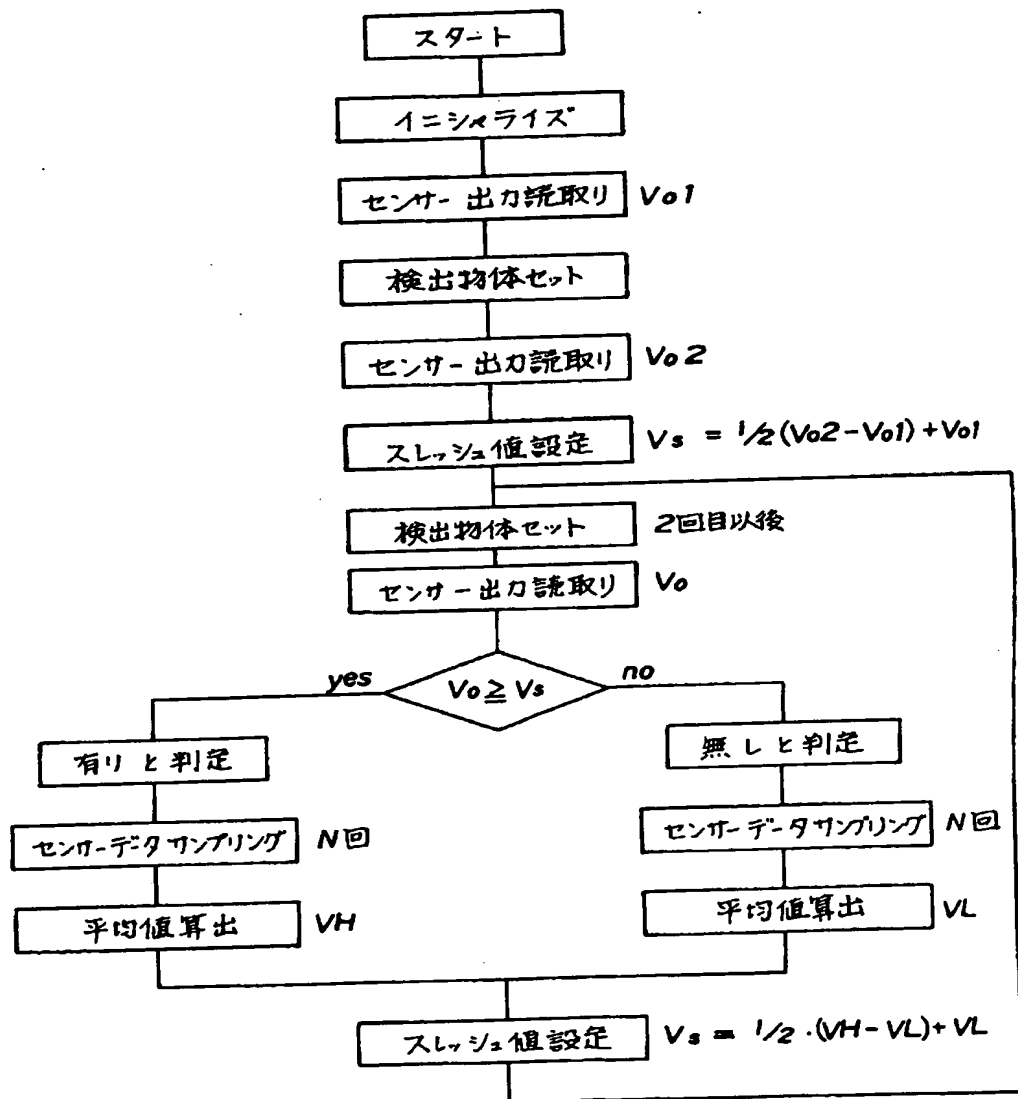 スタート
イニシャライズ
センサー出力読取り Vo1
検出物体セット
センサー出力読取り Vo2
スレッシュ値設定 Vs = 1/2(Vo2-Vo1)+Vo1
検出物体セット 2回目以後
センサー出力読取り Vo
yes Vo≧Vs no
有りと判定 無しと判定
センサーデータサンプリング N回 センサーデータサンプリング N回
平均値算出 VH 平均値算出 VL
スレッシュ値設定 Vs = 1/2・(VH-VL)+VL